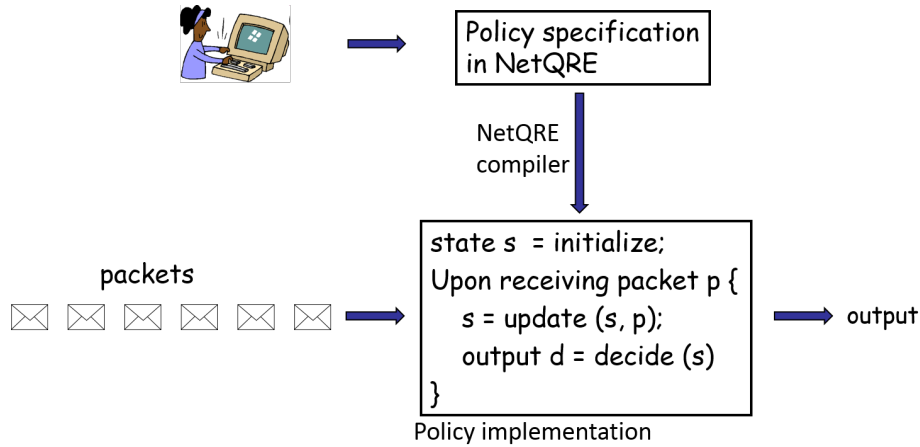 Policy specification
in NetQRE
NetQRE
compiler
packets
state s = initialize;
Upon receiving packet p {
s = update (s, p);
output d = decide (s)
}
output
Policy implementation